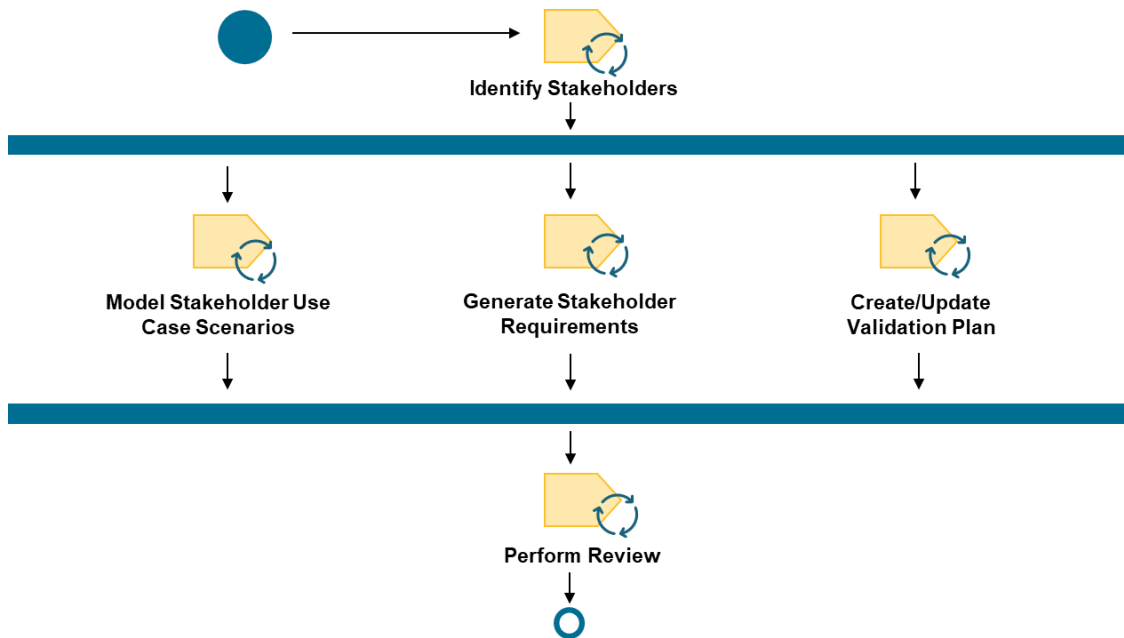 Identify Stakeholders
Model Stakeholder Use
Case Scenarios
Generate Stakeholder
Requirements
Create/Update
Validation Plan
Perform Review